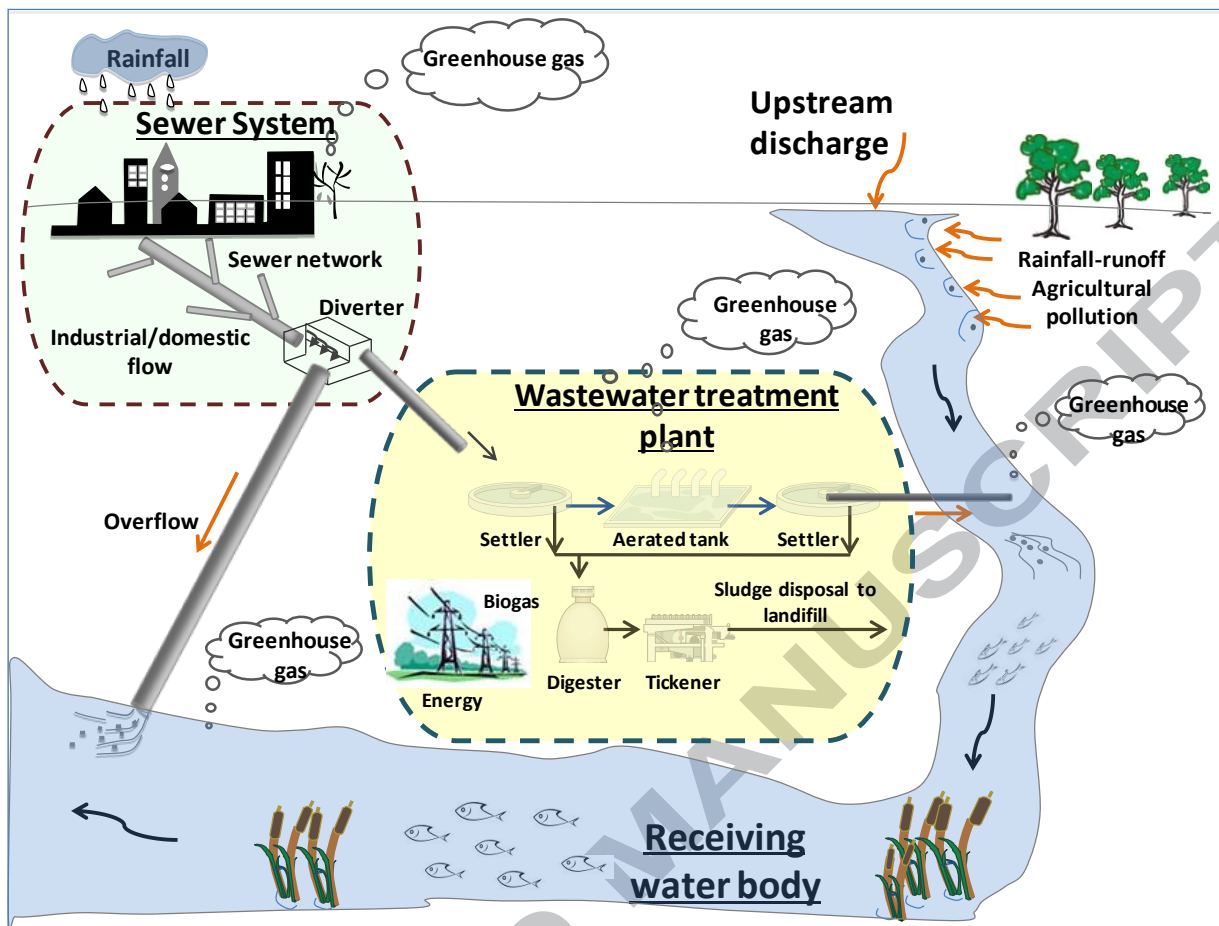 Rainfall
Greenhouse gas
Sewer System
Upstream
discharge
Sewer network
Diverter
Industrial/domestic
flow
Rainfall-runoff
Agricultural
pollution
Greenhouse
gas
Greenhouse
gas
Wastewater treatment
plant
Overflow
Settler
Aerated tank
Settler
Biogas
Sludge disposal to
landifill
Greenhouse
gas
Energy
Digester
Tickener
Receiving
water body
MANUSCRIPT